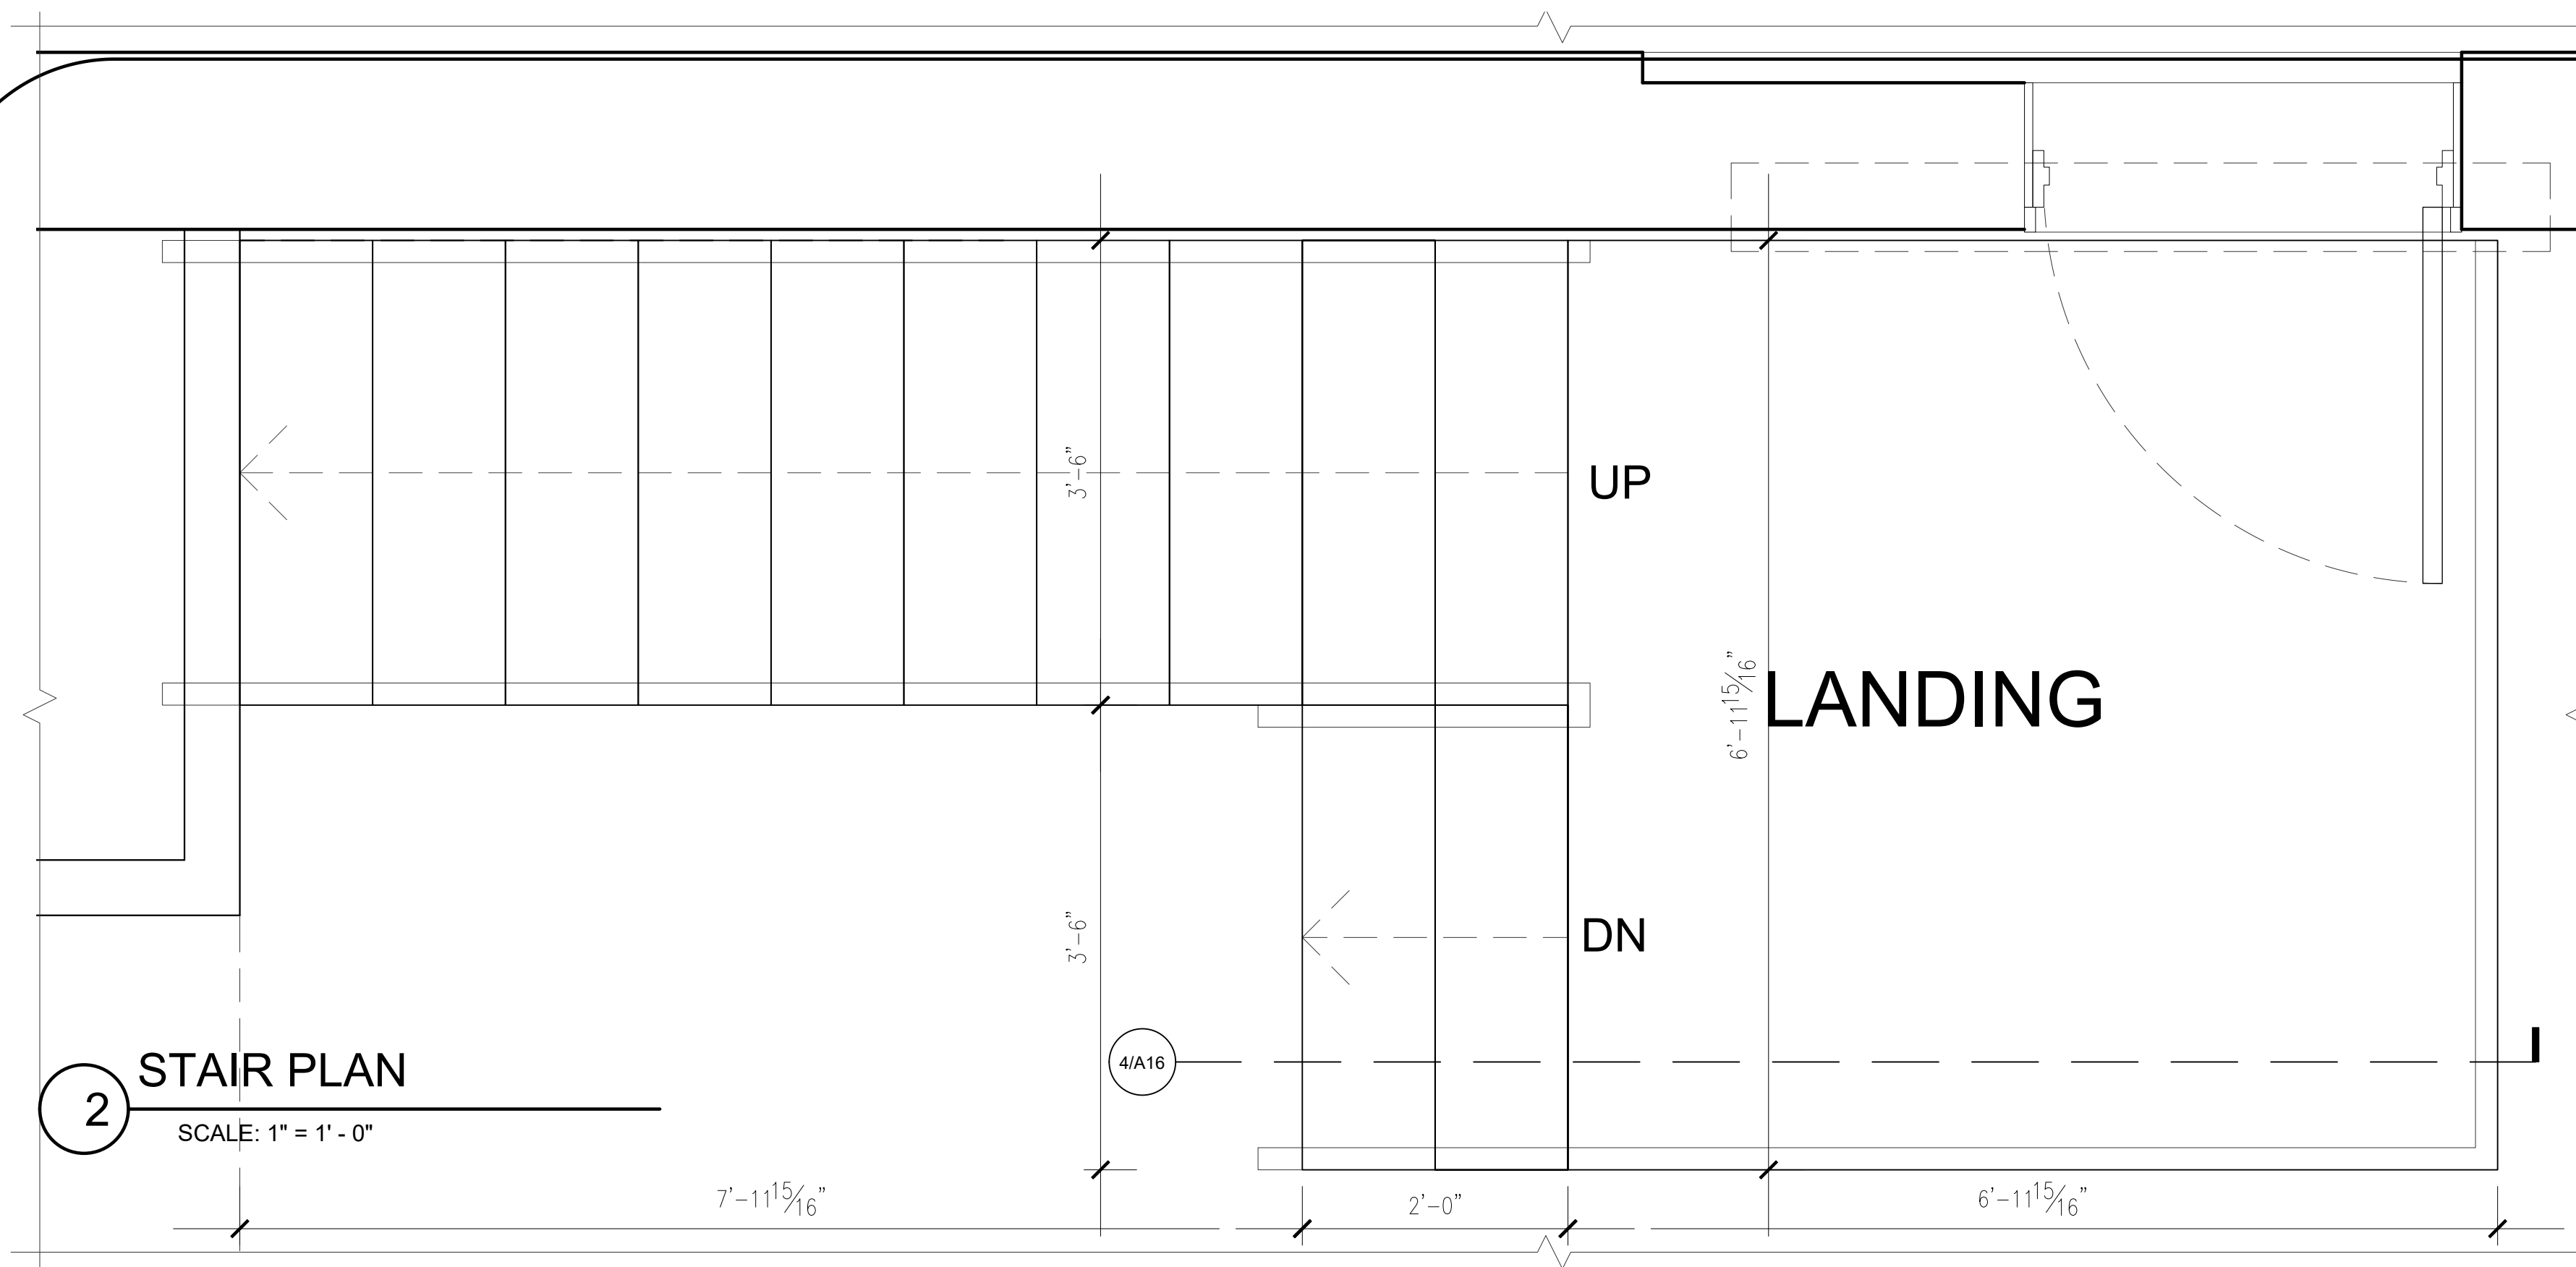 3'-6"
UP
6'-11 15/16"
LANDING
3'-6"
DN
4/A16
STAIR PLAN
2
SCALE: 1" = 1' - 0"
7'-11 15/16"
2'-0"
6'-11 15/16"